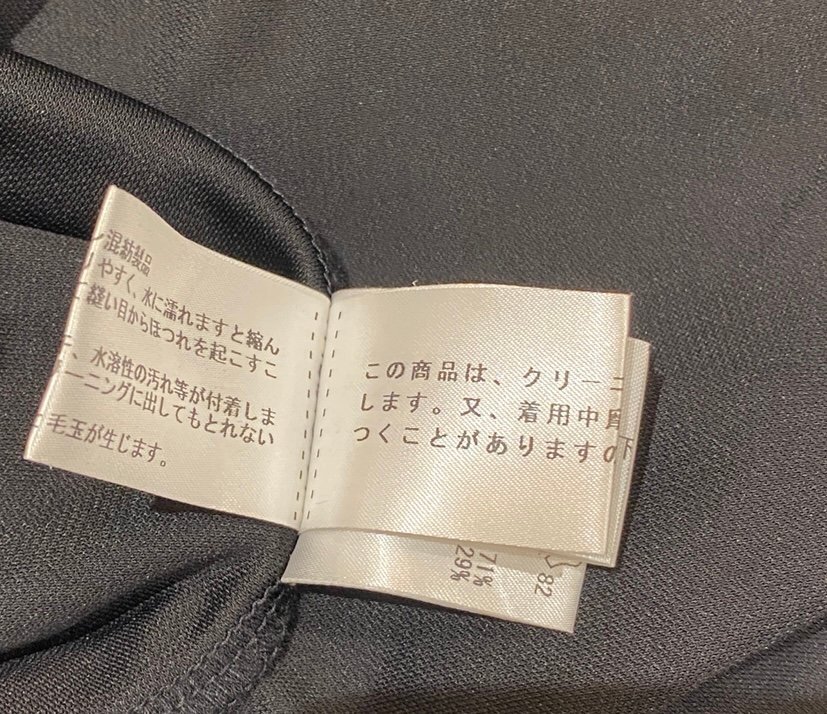 混紡製品
やすく、水に濡れますと縮ん
縫い目からほつれを起こすこ
、水溶性の汚れ等が付着しま
ーニングに出してもとれない
毛玉が生じます。
この商品は、クリーニ
します。又、着用中
つくことがありますの
下
71%
29%
82